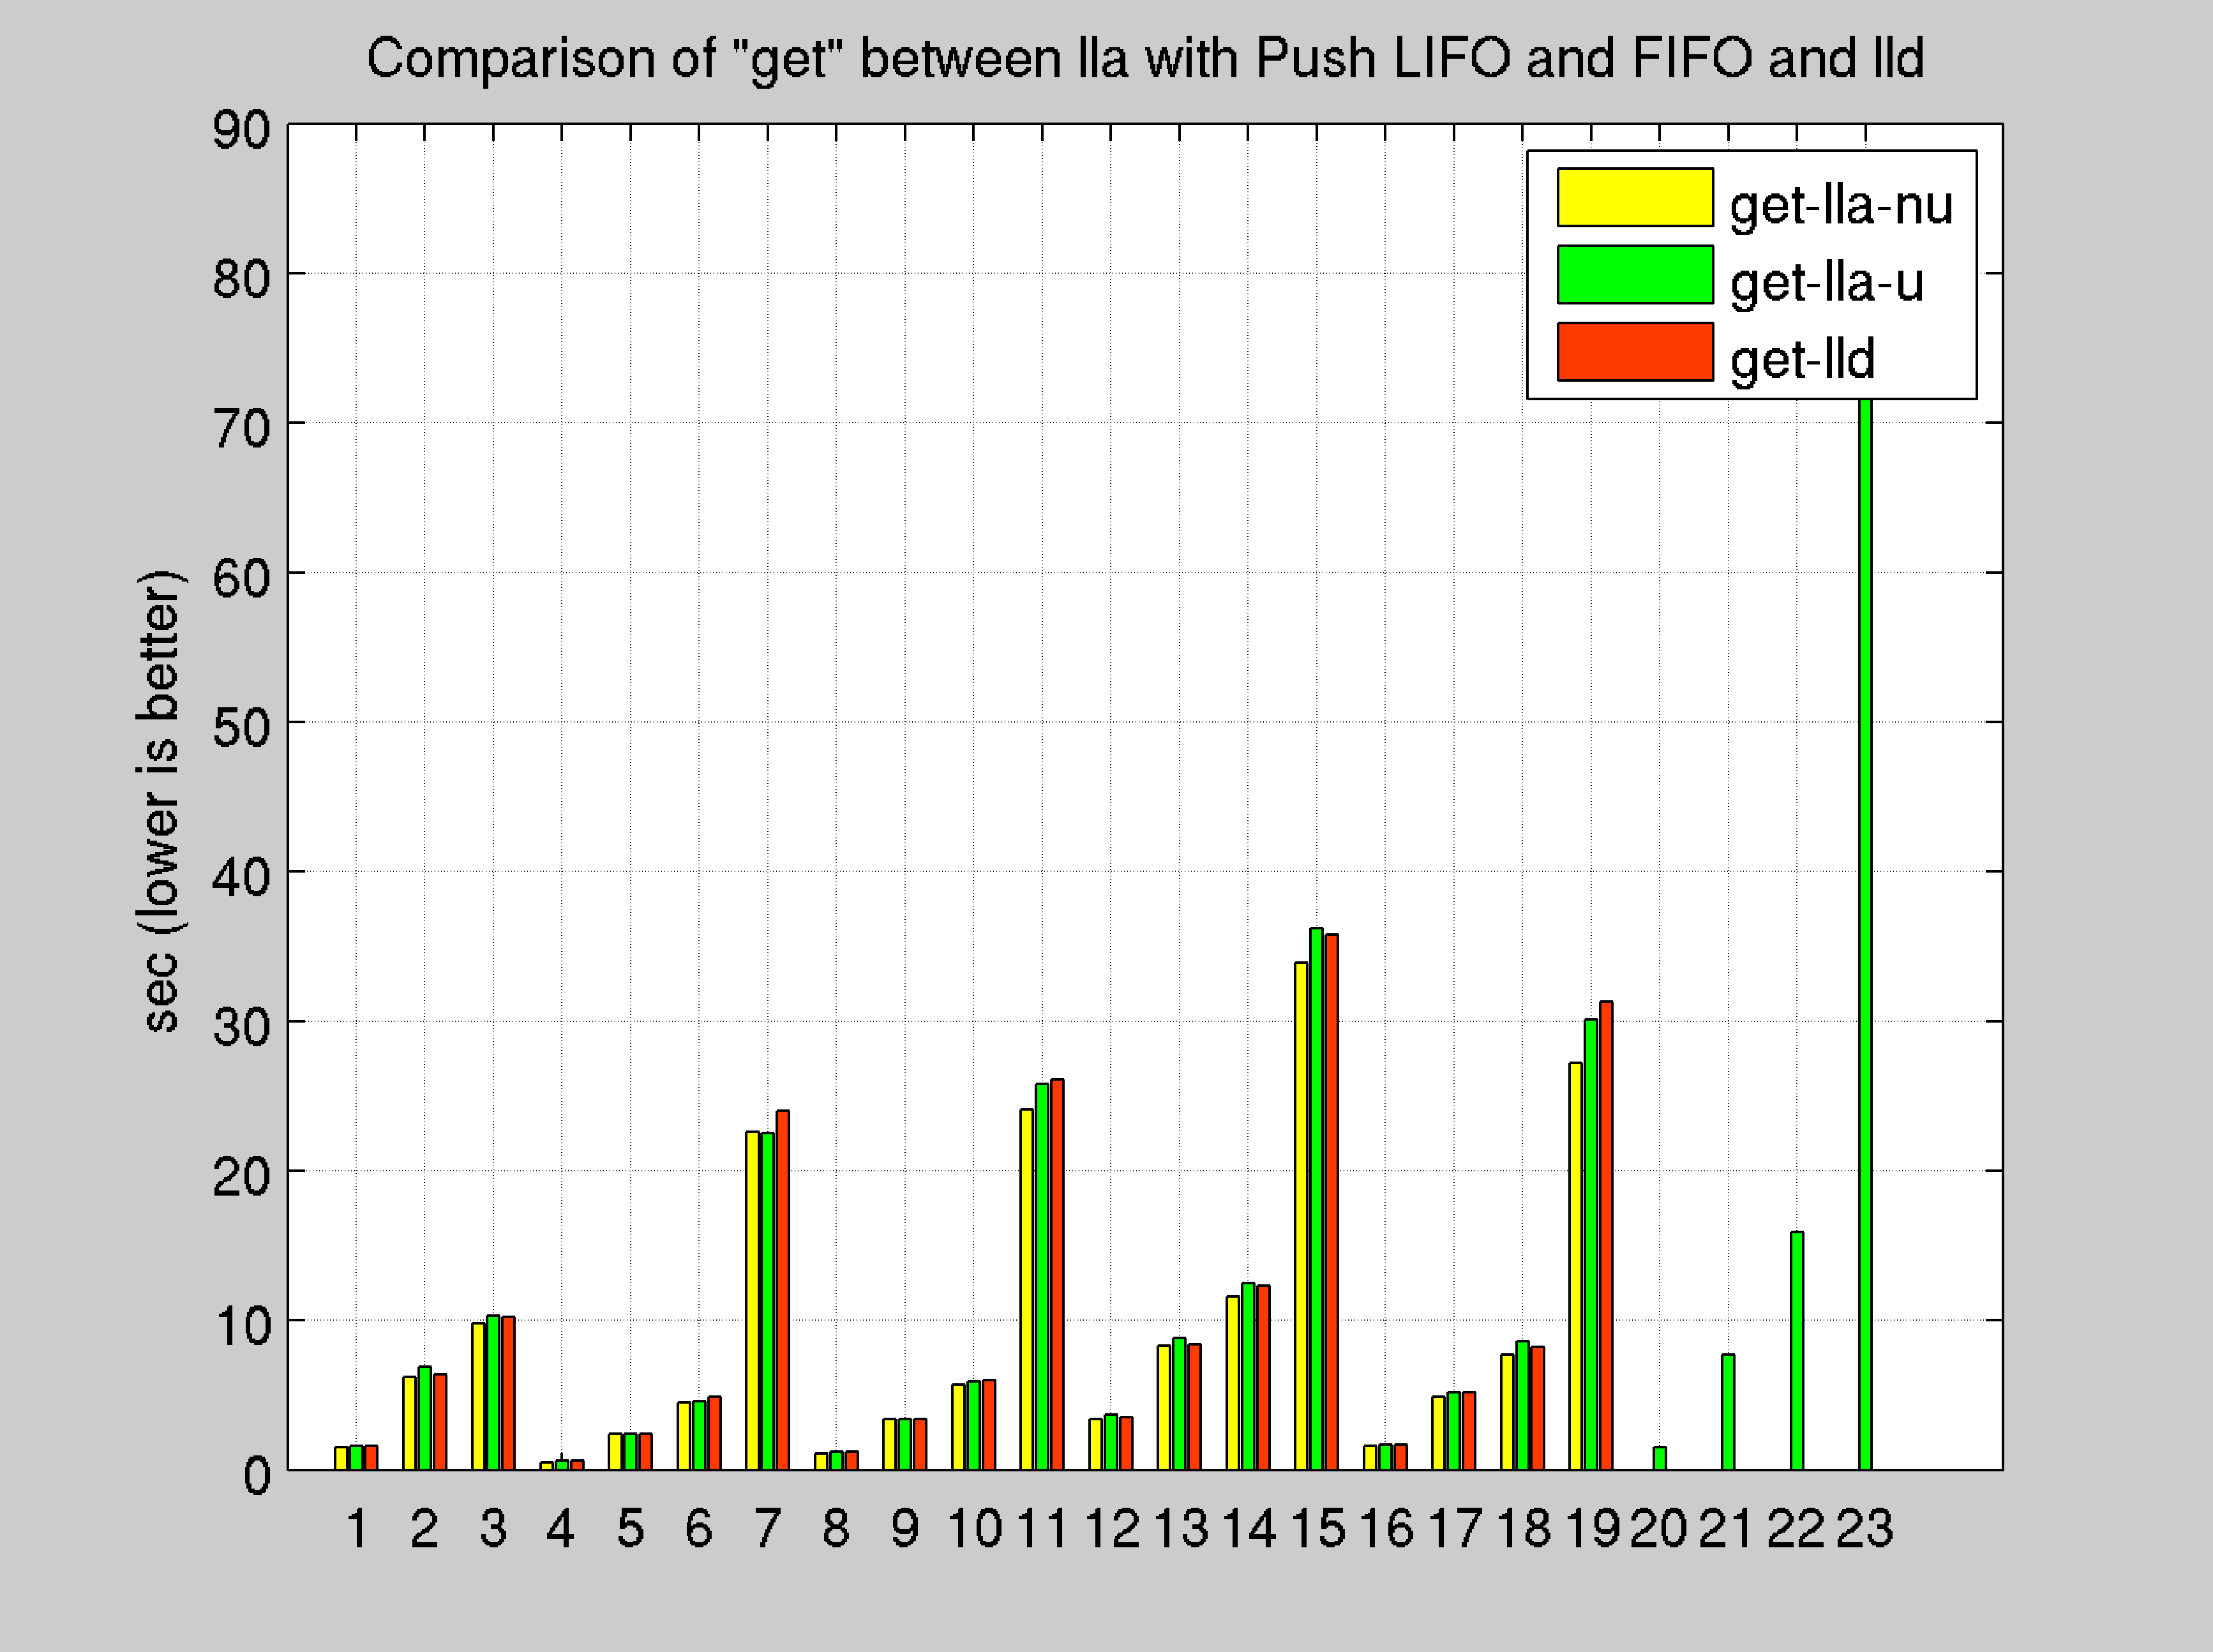 Comparison of "get" between lla with Push LIFO and FIFO and lld
90
80
70
60
50
40
30
20
10
0
sec (lower is better)
get-lla-nu
get-lla-u
get-lld
1 2 3 4 5 6 7 8 9 10 11 12 13 14 15 16 17 18 19 20 21 22 23